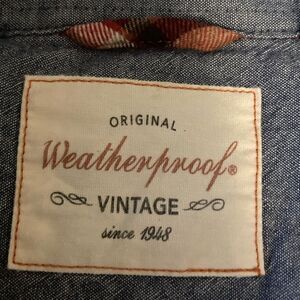 ORIGINAL
Weatherproof®
VINTAGE
since 1948